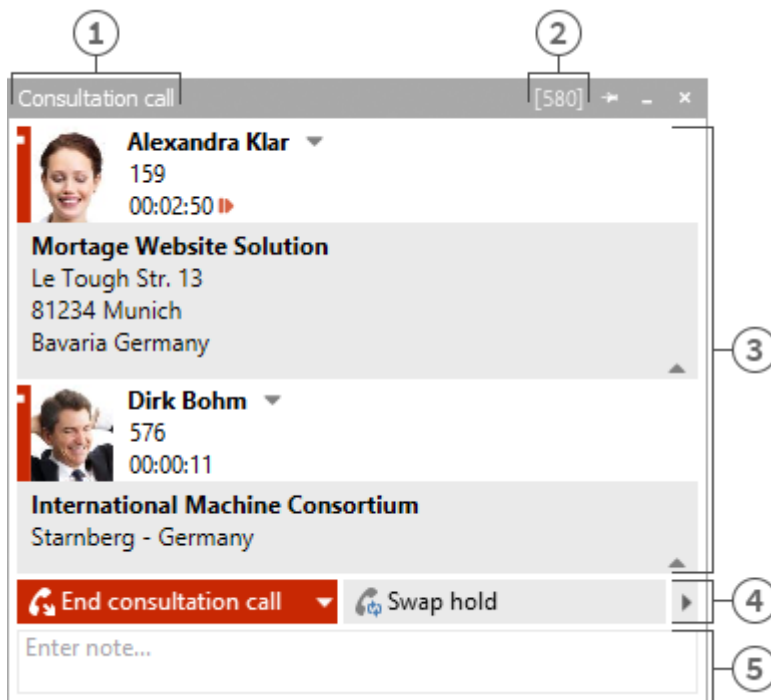 1
2
Consultation call [580]
Alexandra Klar
159
00:02:50
Mortage Website Solution
Le Tough Str. 13
81234 Munich
Bavaria Germany
3
Dirk Bohm
576
00:00:11
International Machine Consortium
Starnberg - Germany
End consultation call Swap hold
4
Enter note...
5